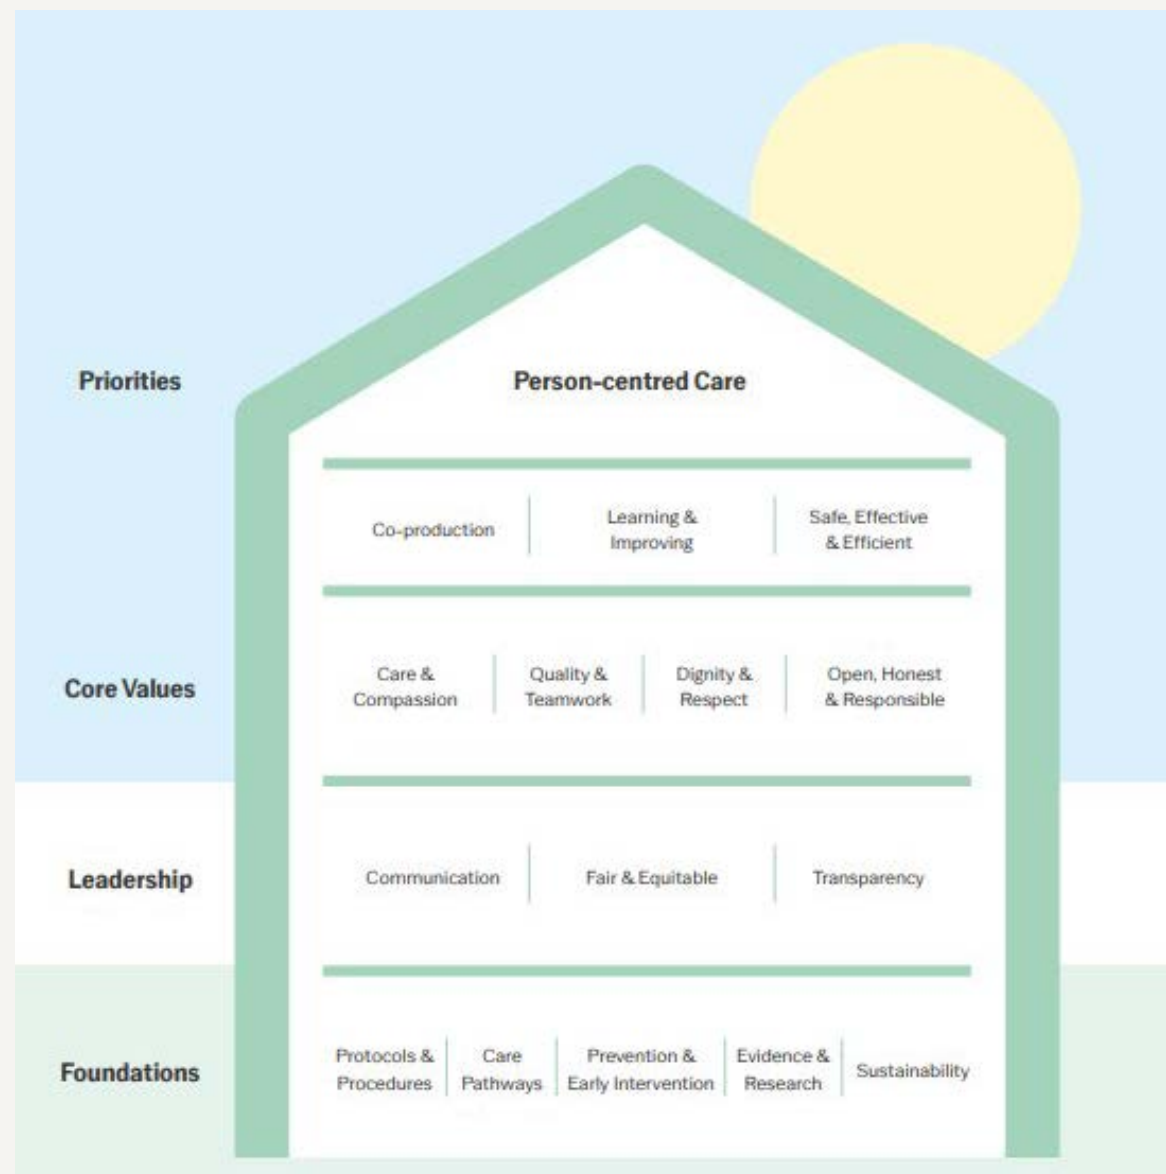 Priorities
Person-centred Care
Co-production
Learning &
Improving
Safe, Effective
& Efficient
Core Values
Care &
Compassion
Quality &
Teamwork
Dignity &
Respect
Open, Honest
& Responsible
Leadership
Communication
Fair & Equitable
Transparency
Foundations
Protocols &
Procedures
Care
Pathways
Prevention &
Early Intervention
Evidence &
Research
Sustainability